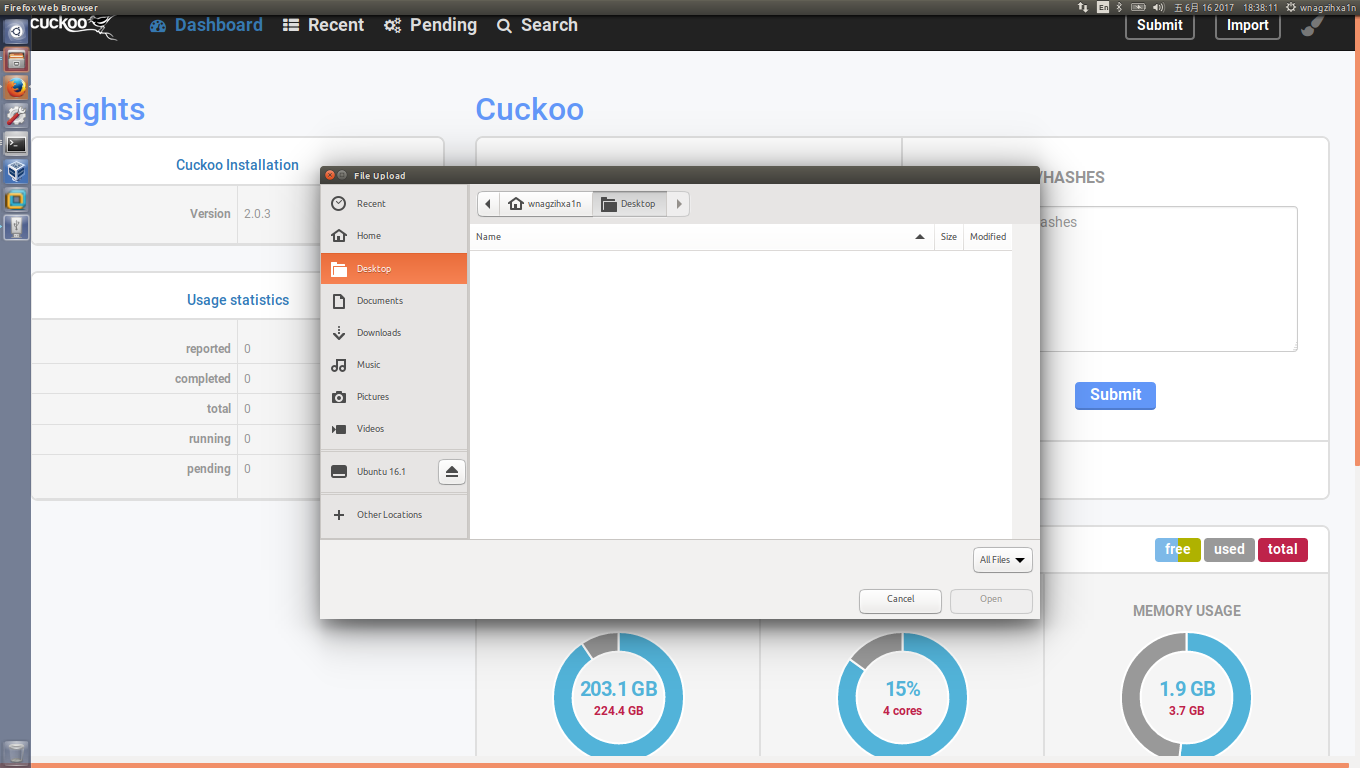 Firefox Web Browser
En
五 6月 16 2017 18:38:11
wnagzihxa1n
cuckoo
Dashboard
Recent
Pending
Search
Submit
Import
Insights
Cuckoo
Cuckoo Installation
Version 2.0.3
Usage statistics
reported 0
completed 0
total 0
running 0
pending 0
File Upload
Recent
Home
Desktop
Documents
Downloads
Music
Pictures
Videos
Ubuntu 16.1
Other Locations
wnagzihxa1n
Desktop
Name
Size
Modified
All Files
Cancel
Open
/HASHES
ashes
Submit
free
used
total
MEMORY USAGE
203.1 GB
224.4 GB
15%
4 cores
1.9 GB
3.7 GB